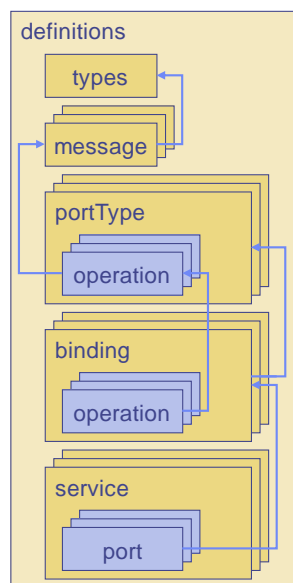 definitions
types
message
portType
operation
binding
operation
service
port